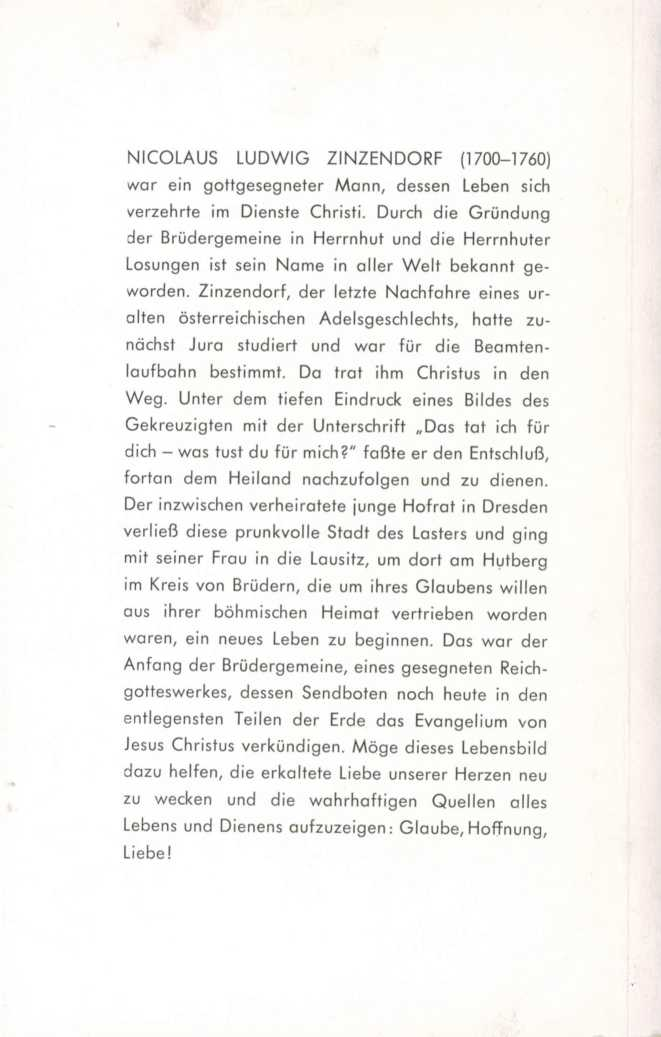 NICOLAUS LUDWIG ZINZENDORF (1700–1760)
war ein gottgesegneter Mann, dessen Leben sich
verzehrte im Dienste Christi. Durch die Gründung
der Brüdergemeine in Herrnhut und die Herrnhuter
Losungen ist sein Name in aller Welt bekannt ge-
worden. Zinzendorf, der letzte Nachfahre eines ur-
alten österreichischen Adelsgeschlechts, hatte zu-
nächst Jura studiert und war für die Beamten-
laufbahn bestimmt. Da trat ihm Christus in den
Weg. Unter dem tiefen Eindruck eines Bildes des
Gekreuzigten mit der Unterschrift „Das tat ich für
dich – was tust du für mich?" faßte er den Entschluß,
fortan dem Heiland nachzufolgen und zu dienen.
Der inzwischen verheiratete junge Hofrat in Dresden
verließ diese prunkvolle Stadt des Lasters und ging
mit seiner Frau in die Lausitz, um dort am Hutberg
im Kreis von Brüdern, die um ihres Glaubens willen
aus ihrer böhmischen Heimat vertrieben worden
waren, ein neues Leben zu beginnen. Das war der
Anfang der Brüdergemeine, eines gesegneten Reich-
gotteswerkes, dessen Sendboten noch heute in den
entlegensten Teilen der Erde das Evangelium von
Jesus Christus verkündigen. Möge dieses Lebensbild
dazu helfen, die erkaltete Liebe unserer Herzen neu
zu wecken und die wahrhaftigen Quellen alles
Lebens und Dienens aufzuzeigen: Glaube, Hoffnung,
Liebe!